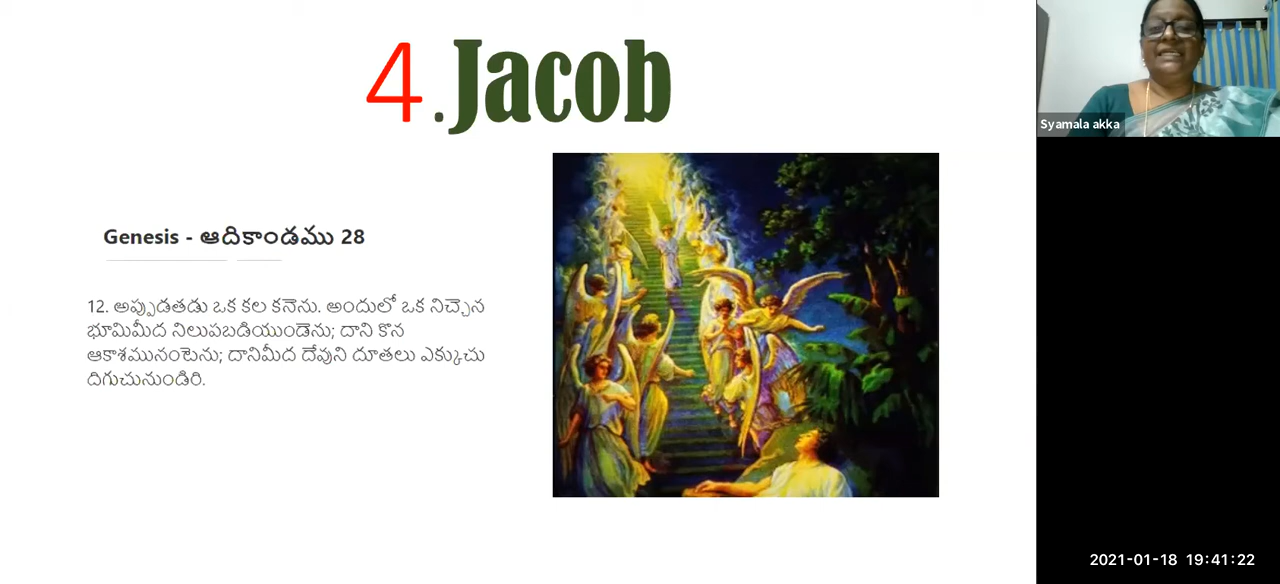 4.Jacob
Syamala akka
Genesis - ఆదికాండము 28
12. అప్పుడతడు ఒక కల కనెను. అందులో ఒక నిచ్చెన
భూమిమీద నిలుపబడియుండెను; దాని కొన
ఆకాశమునంటెను; దానిమీద దేవుని దూతలు ఎక్కుచు
దిగుచునుండిరి.
2021-01-18 19:41:22